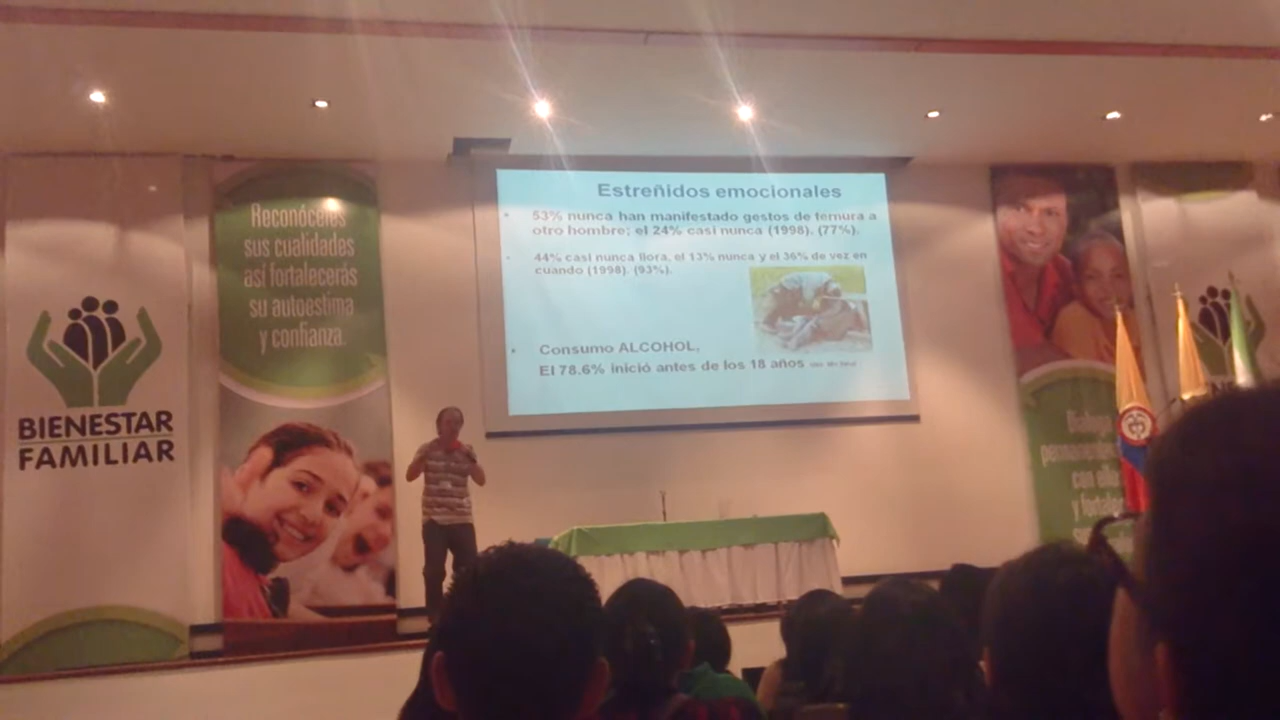 Reconóceles
sus cualidades
así fortalecerás
su autoestima
y confianza.
BIENESTAR
FAMILIAR
Estreñidos emocionales
53% nunca han manifestado gestos de ternura a
otro hombre; el 24% casi nunca (1998). (77%).
44% casi nunca llora, el 13% nunca y el 36% de vez en
cuando (1998). (93%).
Consumo ALCOHOL,
El 78.6% inició antes de los 18 años
con
y